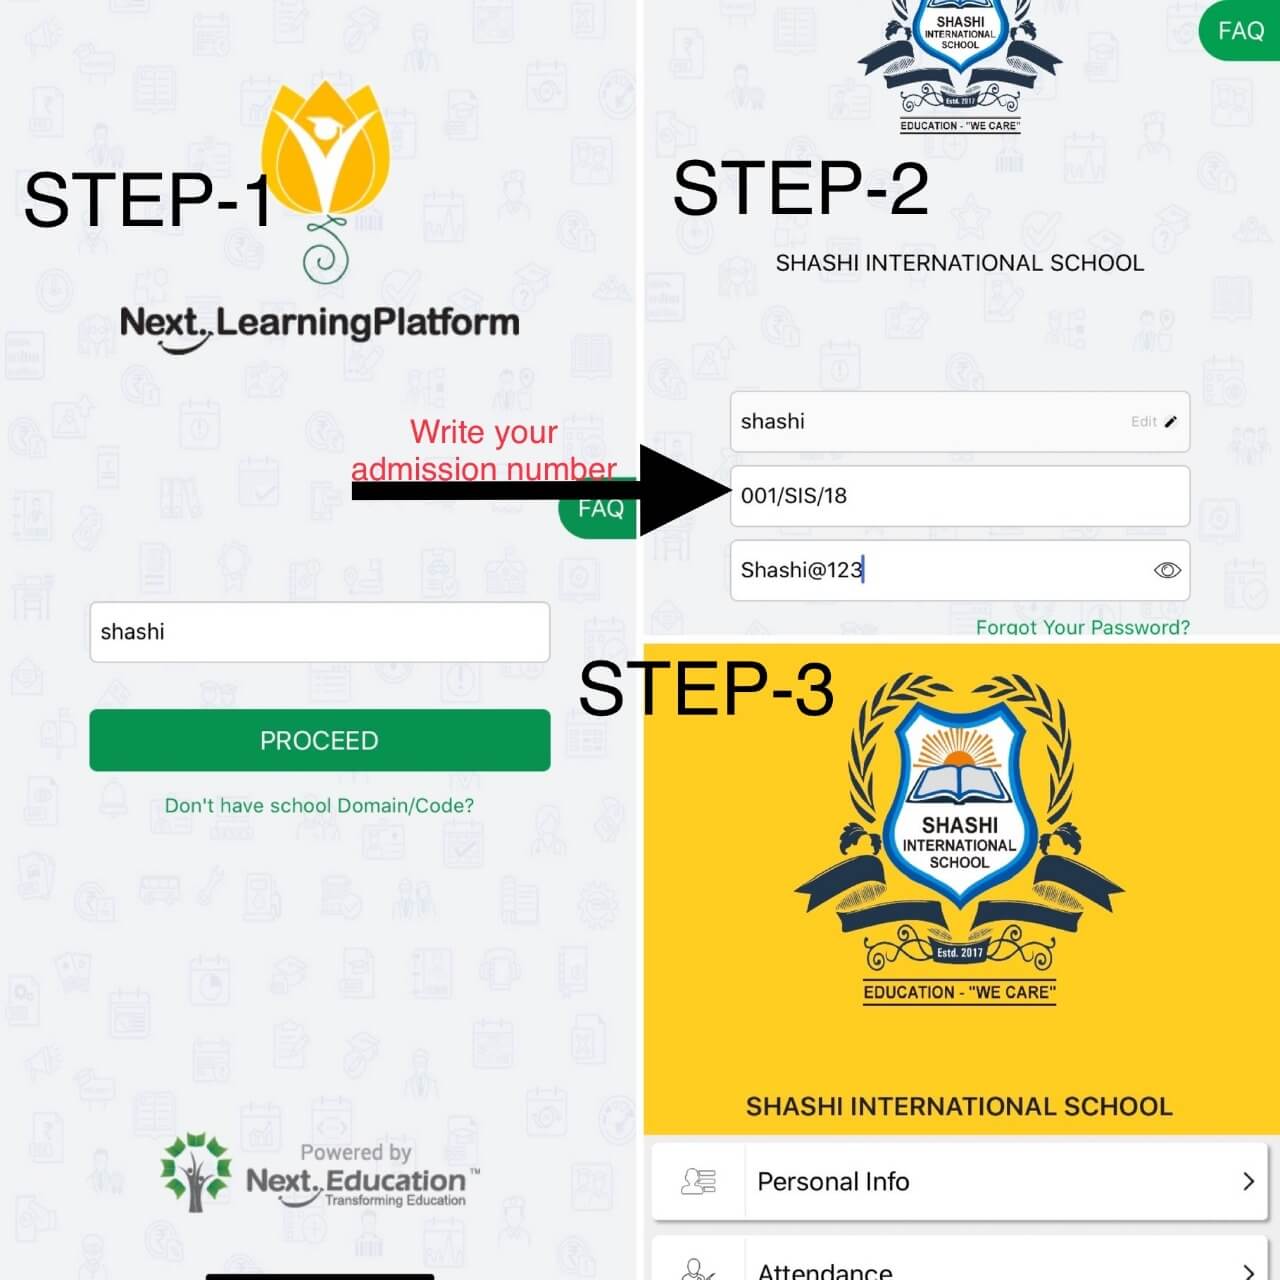 STEP-1
Next.LearningPlatform
Write your
admission number
FAQ
shashi
PROCEED
Don't have school Domain/Code?
Powered by
Next.Education™
Transforming Education
SHASHI
INTERNATIONAL
SCHOOL
Estd. 2017
EDUCATION - "WE CARE"
FAQ
STEP-2
SHASHI INTERNATIONAL SCHOOL
shashi
Edit
001/SIS/18
Shashi@123
Forgot Your Password?
STEP-3
SHASHI
INTERNATIONAL
SCHOOL
Estd. 2017
EDUCATION - "WE CARE"
SHASHI INTERNATIONAL SCHOOL
Personal Info
Attendance